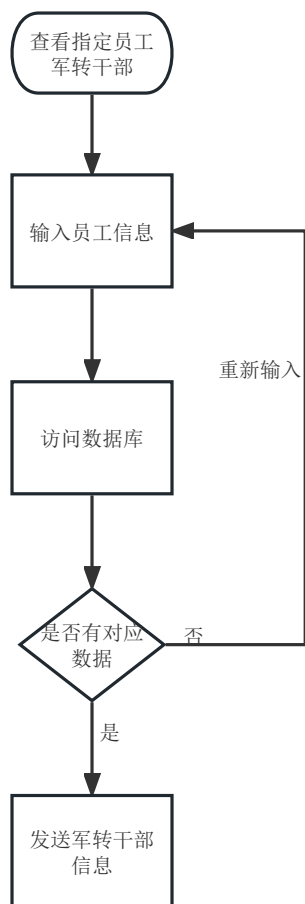 查看指定员工
军转干部
输入员工信息
重新输入
访问数据库
是否有对应
数据
否
是
发送军转干部
信息